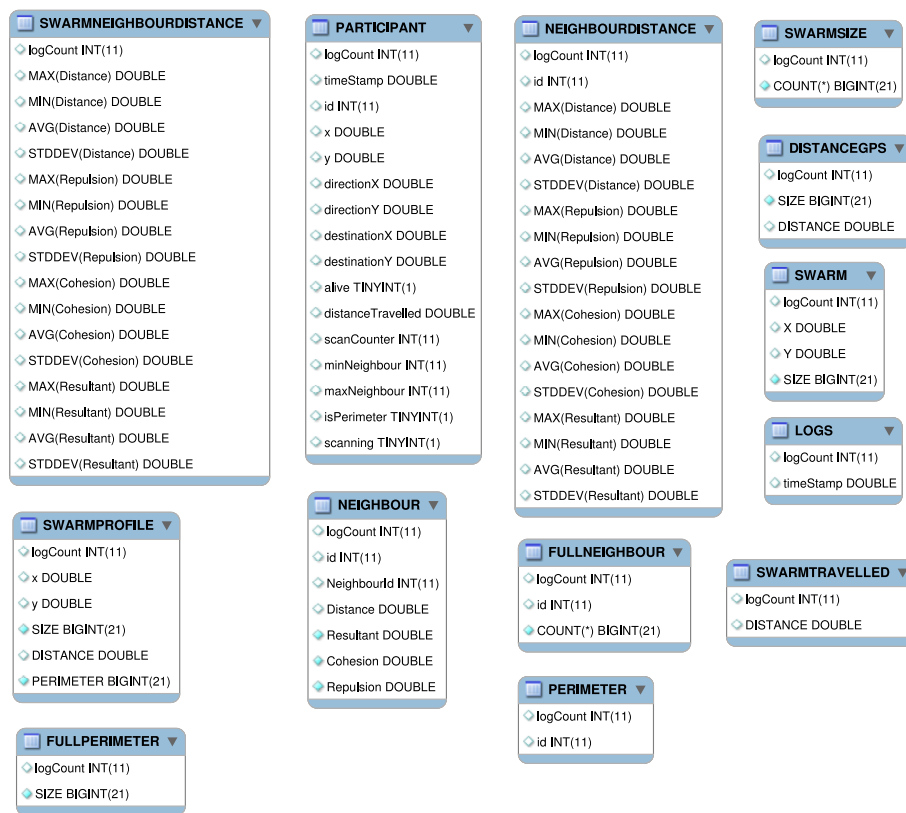 SWARMNEIGHBOURDISTANCE
logCount INT(11)
MAX(Distance) DOUBLE
MIN(Distance) DOUBLE
AVG(Distance) DOUBLE
STDDEV(Distance) DOUBLE
MAX(Repulsion) DOUBLE
MIN(Repulsion) DOUBLE
AVG(Repulsion) DOUBLE
STDDEV(Repulsion) DOUBLE
MAX(Cohesion) DOUBLE
MIN(Cohesion) DOUBLE
AVG(Cohesion) DOUBLE
STDDEV(Cohesion) DOUBLE
MAX(Resultant) DOUBLE
MIN(Resultant) DOUBLE
AVG(Resultant) DOUBLE
STDDEV(Resultant) DOUBLE
PARTICIPANT
logCount INT(11)
timeStamp DOUBLE
id INT(11)
x DOUBLE
y DOUBLE
directionX DOUBLE
directionY DOUBLE
destinationX DOUBLE
destinationY DOUBLE
alive TINYINT(1)
distanceTravelled DOUBLE
scanCounter INT(11)
minNeighbour INT(11)
maxNeighbour INT(11)
isPerimeter TINYINT(1)
scanning TINYINT(1)
NEIGHBOURDISTANCE
logCount INT(11)
id INT(11)
MAX(Distance) DOUBLE
MIN(Distance) DOUBLE
AVG(Distance) DOUBLE
STDDEV(Distance) DOUBLE
MAX(Repulsion) DOUBLE
MIN(Repulsion) DOUBLE
AVG(Repulsion) DOUBLE
STDDEV(Repulsion) DOUBLE
MAX(Cohesion) DOUBLE
MIN(Cohesion) DOUBLE
AVG(Cohesion) DOUBLE
STDDEV(Cohesion) DOUBLE
MAX(Resultant) DOUBLE
MIN(Resultant) DOUBLE
AVG(Resultant) DOUBLE
STDDEV(Resultant) DOUBLE
SWARMSIZE
logCount INT(11)
COUNT(*) BIGINT(21)
DISTANCEGPS
logCount INT(11)
SIZE BIGINT(21)
DISTANCE DOUBLE
SWARM
logCount INT(11)
X DOUBLE
Y DOUBLE
SIZE BIGINT(21)
LOGS
logCount INT(11)
timeStamp DOUBLE
SWARMPROFILE
logCount INT(11)
x DOUBLE
y DOUBLE
SIZE BIGINT(21)
DISTANCE DOUBLE
PERIMETER BIGINT(21)
NEIGHBOUR
logCount INT(11)
id INT(11)
NeighbourId INT(11)
Distance DOUBLE
Resultant DOUBLE
Cohesion DOUBLE
Repulsion DOUBLE
FULLNEIGHBOUR
logCount INT(11)
id INT(11)
COUNT(*) BIGINT(21)
SWARMTRAVELLED
logCount INT(11)
DISTANCE DOUBLE
PERIMETER
logCount INT(11)
id INT(11)
FULLPERIMETER
logCount INT(11)
SIZE BIGINT(21)